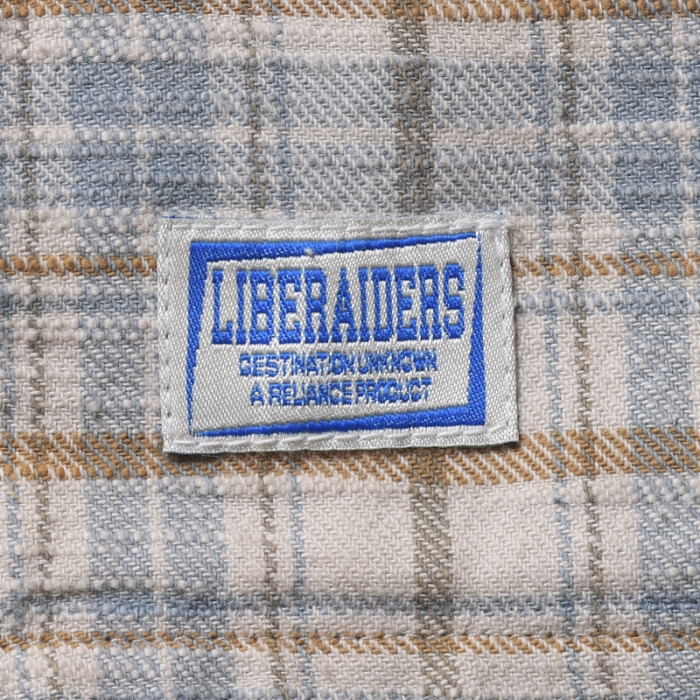 LIBERAIDERS
DESTINATION UNKNOWN
A RELIANCE PRODUCT